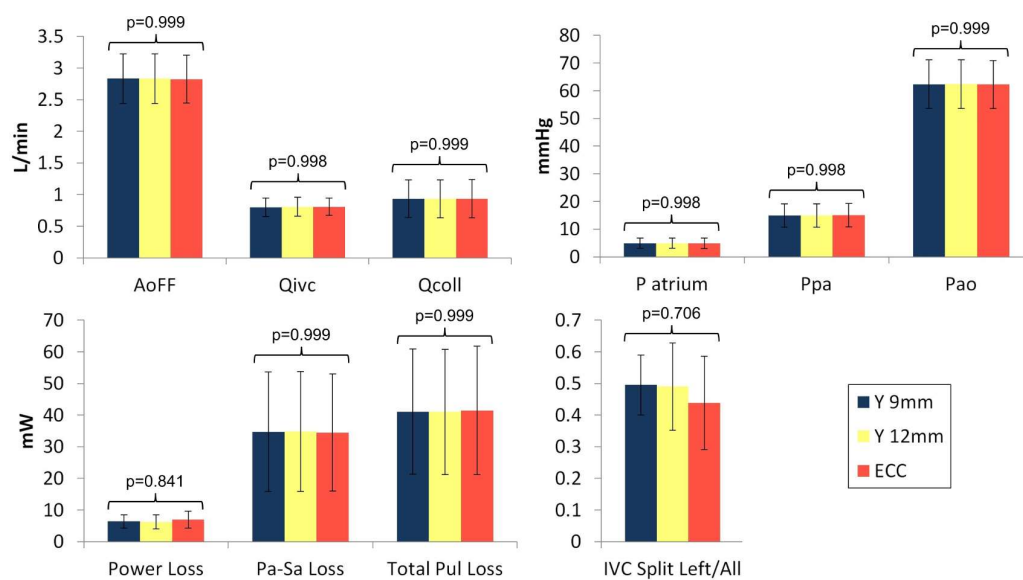 p=0.999
3.5
3
2.5
2
1.5
1
0.5
0
L/min
p=0.998
p=0.999
AoFF Qivc Qcoll
80
70
60
50
40
30
20
10
0
mmHg
p=0.998
p=0.998
p=0.999
P atrium Ppa Pao
70
60
50
40
30
20
10
0
mW
p=0.841
p=0.999
p=0.999
Power Loss Pa-Sa Loss Total Pul Loss
0.7
0.6
0.5
0.4
0.3
0.2
0.1
0
p=0.706
IVC Split Left/All
Y 9mm
Y 12mm
ECC